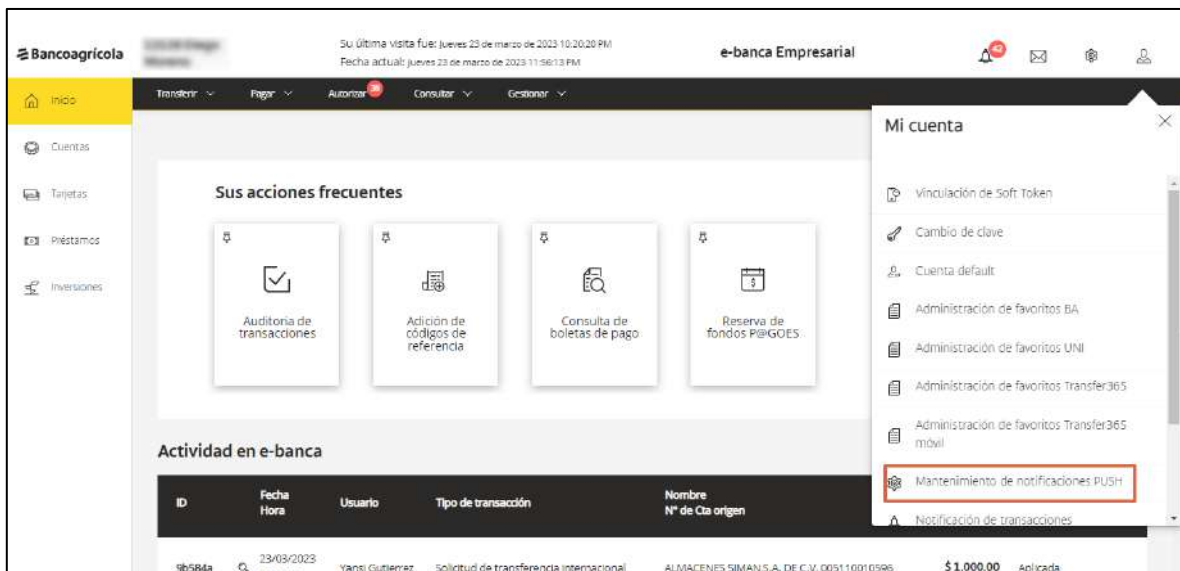 Bancoagrícola
Su última visita fue: Jueves 23 de marzo de 2023 10:20:20 PM
Fecha actual: jueves 23 de marzo de 2023 11:56:13 PM
e-banca Empresarial
42
Inicio
Transferir
Pagar
Autorizar
Consultar
Gestionar
Mi cuenta
Cuentas
Tarjetas
Préstamos
Inversiones
Sus acciones frecuentes
Auditoria de
transacciones
Adición de
códigos de
referencia
Consulta de
boletas de pago
Reserva de
fondos P@GOES
Vinculación de Soft Token
Cambio de clave
Cuenta default
Administración de favoritos BA
Administración de favoritos UNI
Administración de favoritos Transfer365
Administración de favoritos Transfer365
móvil
Mantenimiento de notificaciones PUSH
Notificación de transacciones
Actividad en e-banca
ID
Fecha
Hora
Usuario
Tipo de transacción
Nombre
N° de Cta origen
9b584a
23/03/2023
Yansi Gutierrez
Solicitud de transferencia internacional
ALMACENES SIMAN,S.A. DE C.V. 005110010596
$ 1,000.00
Aplicada